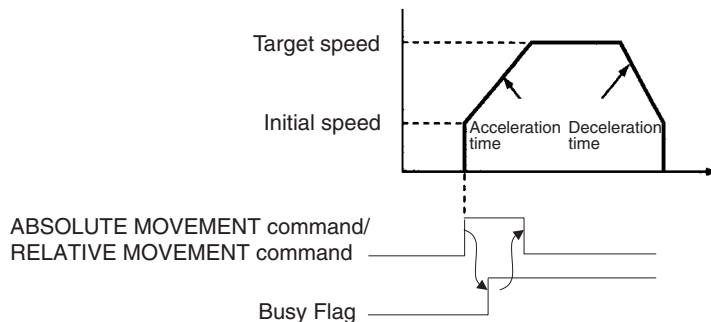 Target speed
Initial speed
Acceleration
time
Deceleration
time
ABSOLUTE MOVEMENT command/
RELATIVE MOVEMENT command
Busy Flag